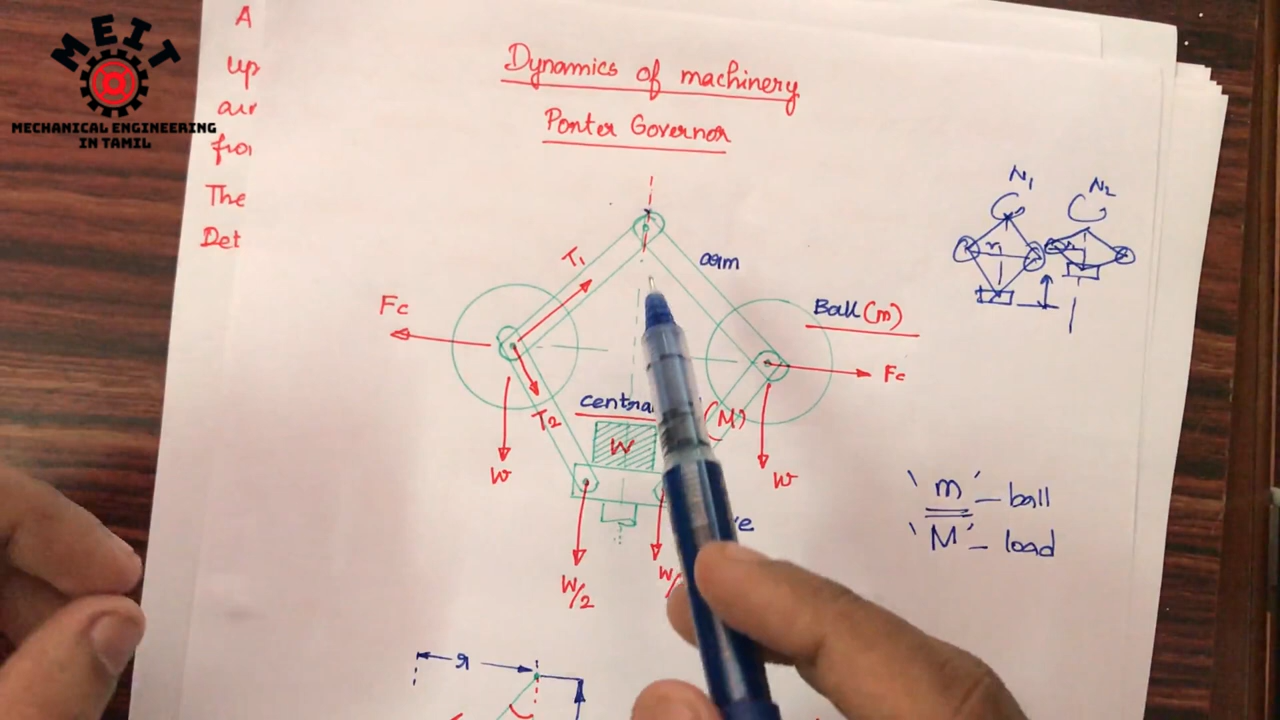 MEIT
MECHANICAL ENGINEERING
IN TAMIL
A
up
The
Det
Dynamics of machinery
Porter Governor
N1
N2
T1
arm
Fc
Ball (m)
Fc
T2
central
(M)
W
w
w
W/2
'm' - ball
'M' - load
r